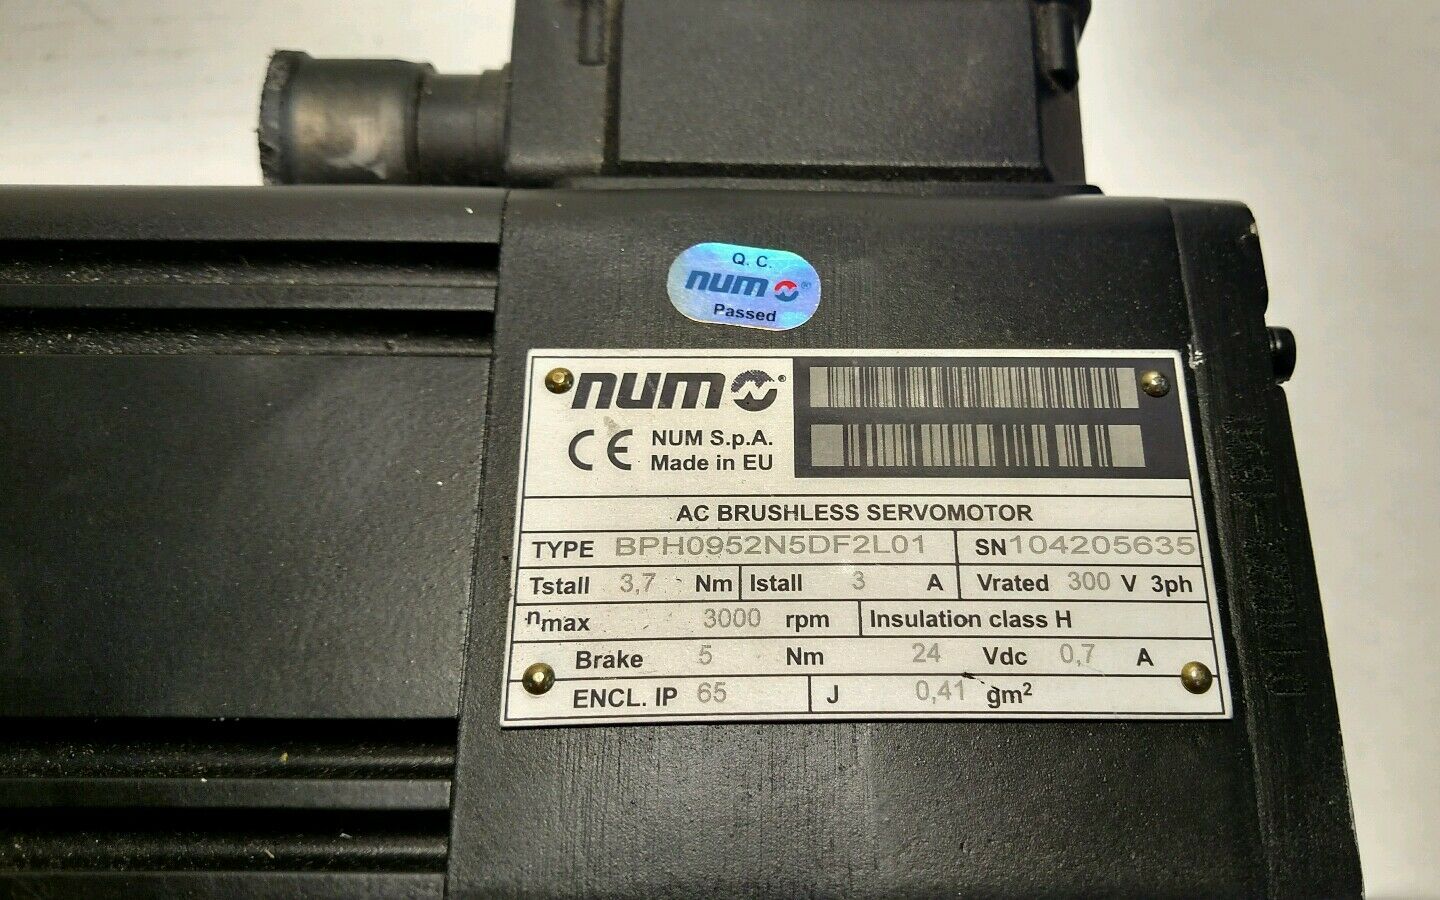 Q. C.
num ®
Passed
num ®
CE NUM S.p.A.
Made in EU
AC BRUSHLESS SERVOMOTOR
TYPE BPH0952N5DF2L01 SN104205635
Tstall 3,7 Nm Istall 3 A Vrated 300 V 3ph
nmax 3000 rpm Insulation class H
Brake 5 Nm 24 Vdc 0,7 A
ENCL. IP 65 J 0,41 gm²